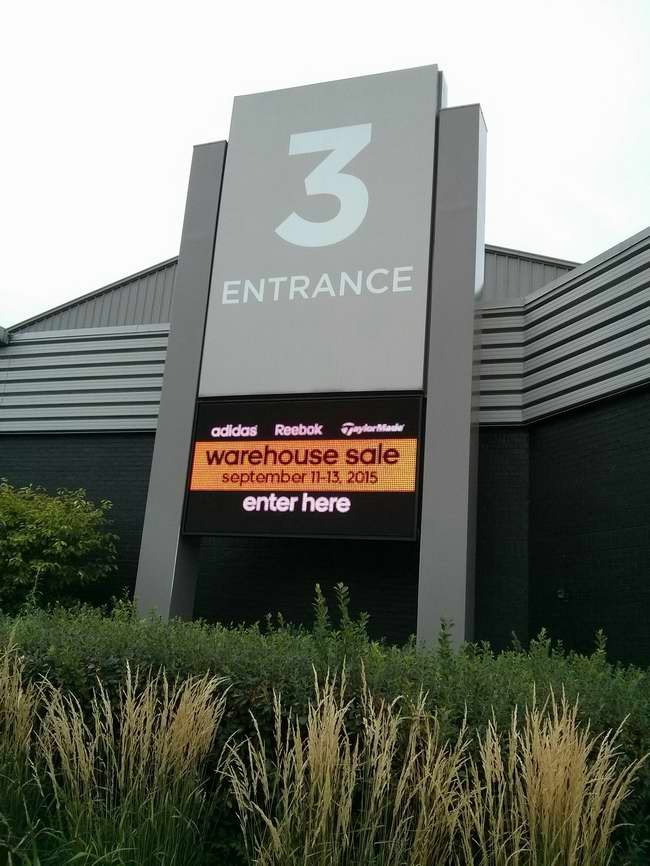 3
ENTRANCE
adidas Reebok TaylorMade
warehouse sale
september 11-13, 2015
enter here